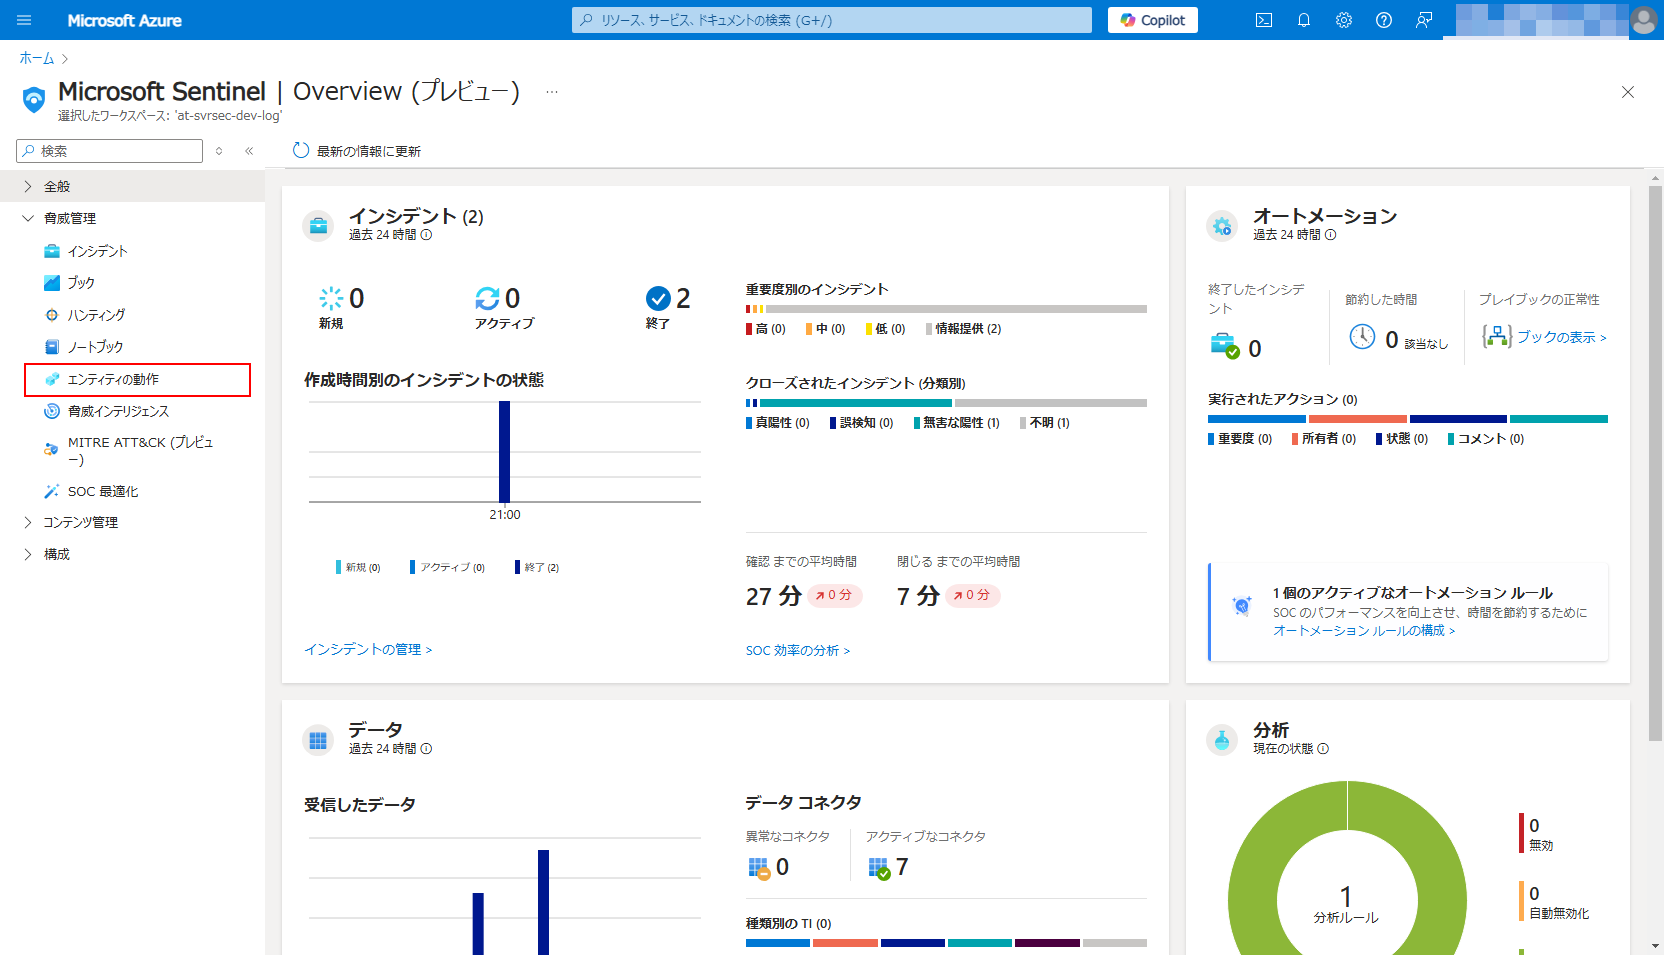 Microsoft Azure
リソース、サービス、ドキュメントの検索 (G+/)
Copilot
ホーム
Microsoft Sentinel | Overview (プレビュー) …
選択したワークスペース: 'at-svrsec-dev-log'
検索
最新の情報に更新
全般
脅威管理
インシデント
ブック
ハンティング
ノートブック
エンティティの動作
脅威インテリジェンス
MITRE ATT&CK (プレビュ
ー)
SOC 最適化
コンテンツ管理
構成
インシデント (2)
過去 24 時間
0
新規
0
アクティブ
2
終了
作成時間別のインシデントの状態
21:00
新規 (0) アクティブ (0) 終了 (2)
インシデントの管理 >
重要度別のインシデント
高 (0) 中 (0) 低 (0) 情報提供 (2)
クローズされたインシデント (分類別)
真陽性 (0) 誤検知 (0) 無害な陽性 (1) 不明 (1)
確認 までの平均時間
27 分 0 分
閉じる までの平均時間
7 分 0 分
SOC 効率の分析 >
オートメーション
過去 24 時間
終了したインシデ
ント
0
節約した時間
0 該当なし
プレイブックの正常性
ブックの表示 >
実行されたアクション (0)
重要度 (0) 所有者 (0) 状態 (0) コメント (0)
1 個のアクティブなオートメーション ルール
SOC のパフォーマンスを向上させ、時間を節約するために
オートメーション ルールの構成 >
データ
過去 24 時間
受信したデータ
データ コネクタ
異常なコネクタ
0
アクティブなコネクタ
7
種類別の TI (0)
分析
現在の状態
1
分析ルール
0
無効
0
自動無効化